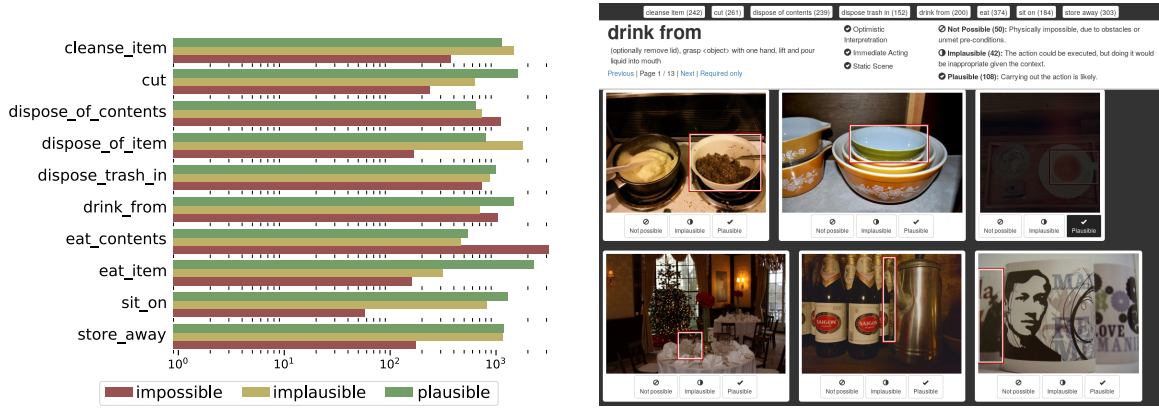 cleanse_item
cut
dispose_of_contents
dispose_of_item
dispose_trash_in
drink_from
eat_contents
eat_item
sit_on
store_away
10⁰ 10¹ 10² 10³
impossible implausible plausible
cleanse item (242) cut (261) dispose of contents (239) dispose trash in (152) drink from (200) eat (374) sit on (184) store away (303)
drink from
(optionally remove lid), grasp <object> with one hand, lift and pour
liquid into mouth
Previous | Page 1 / 13 | Next | Required only
Optimistic
Interpretation
Immediate Acting
Static Scene
Not Possible (50): Physically impossible, due to obstacles or
unmet pre-conditions.
Implausible (42): The action could be executed, but doing it would
be inappropriate given the context.
Plausible (108): Carrying out the action is likely.
Not possible Implausible Plausible
Not possible Implausible Plausible
Not possible Implausible Plausible
SAIGON SAIGON
LOVE
Not possible Implausible Plausible
Not possible Implausible Plausible
Not possible Implausible Plausible